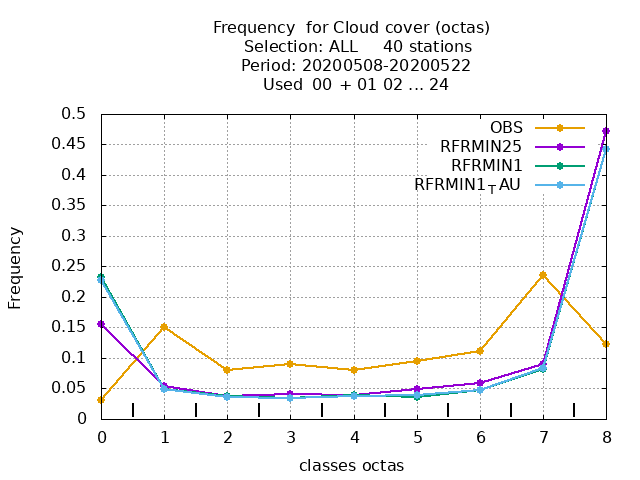 Frequency  for Cloud cover (octas)
Selection: ALL     40 stations
Period: 20200508-20200522
Used  00 + 01 02 ... 24
0.5
0.45
0.4
0.35
0.3
0.25
0.2
0.15
0.1
0.05
0
Frequency
OBS
RFRMIN25
RFRMIN1
RFRMIN1TAU
0 1 2 3 4 5 6 7 8
classes octas